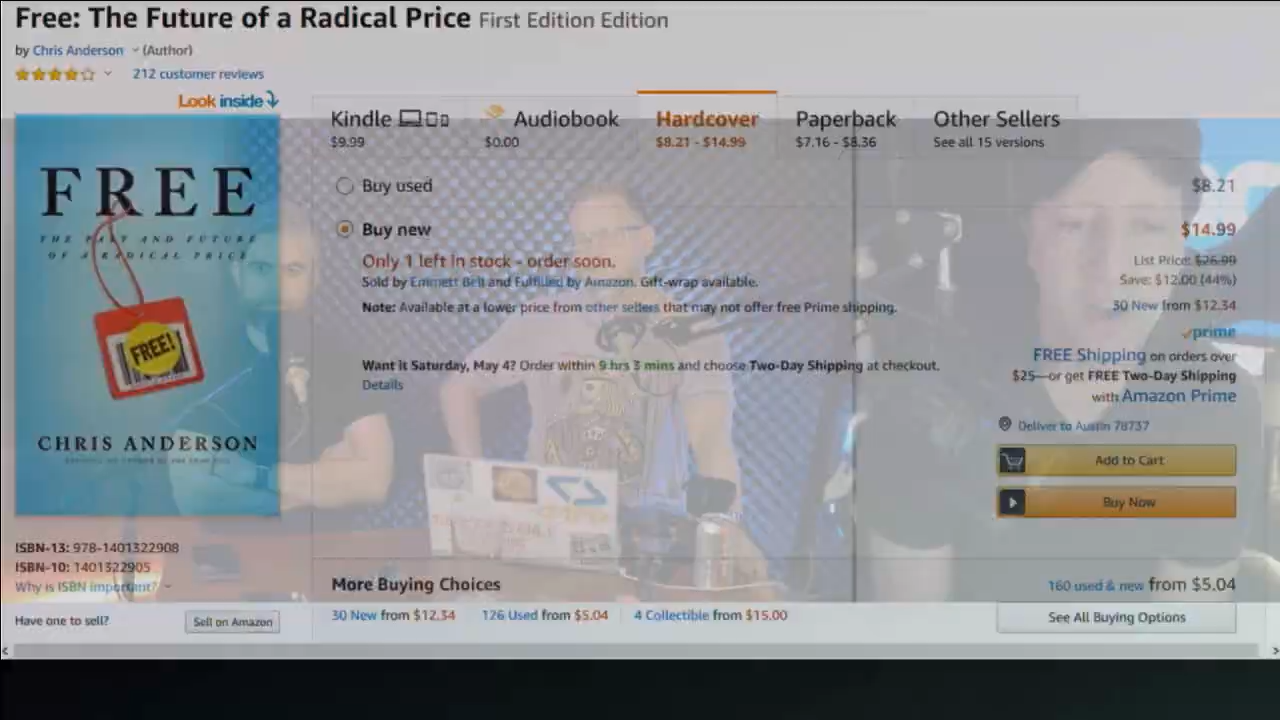 Free: The Future of a Radical Price First Edition Edition
by Chris Anderson (Author)
212 customer reviews
Look inside
Kindle
$9.99
Audiobook
$0.00
Hardcover
$8.21 - $14.99
Paperback
$7.16 - $8.36
Other Sellers
See all 15 versions
FREE
THE PAST AND FUTURE
OF A RADICAL PRICE
FREE!
CHRIS ANDERSON
ISBN-13: 978-1401322908
ISBN-10: 1401322905
Why is ISBN important?
Have one to sell?
Sell on Amazon
Buy used
$8.21
Buy new
$14.99
Only 1 left in stock - order soon.
Sold by Emmett Bell and Fulfilled by Amazon. Gift-wrap available.
Note: Available at a lower price from other sellers that may not offer free Prime shipping.
Want it Saturday, May 4? Order within 9 hrs 3 mins and choose Two-Day Shipping at checkout.
Details
List Price: $26.99
Save: $12.00 (44%)
30 New from $12.34
prime
FREE Shipping on orders over
$25—or get FREE Two-Day Shipping
with Amazon Prime
Deliver to Austin 78737
Add to Cart
Buy Now
More Buying Choices
30 New from $12.34
126 Used from $5.04
4 Collectible from $15.00
160 used & new from $5.04
See All Buying Options